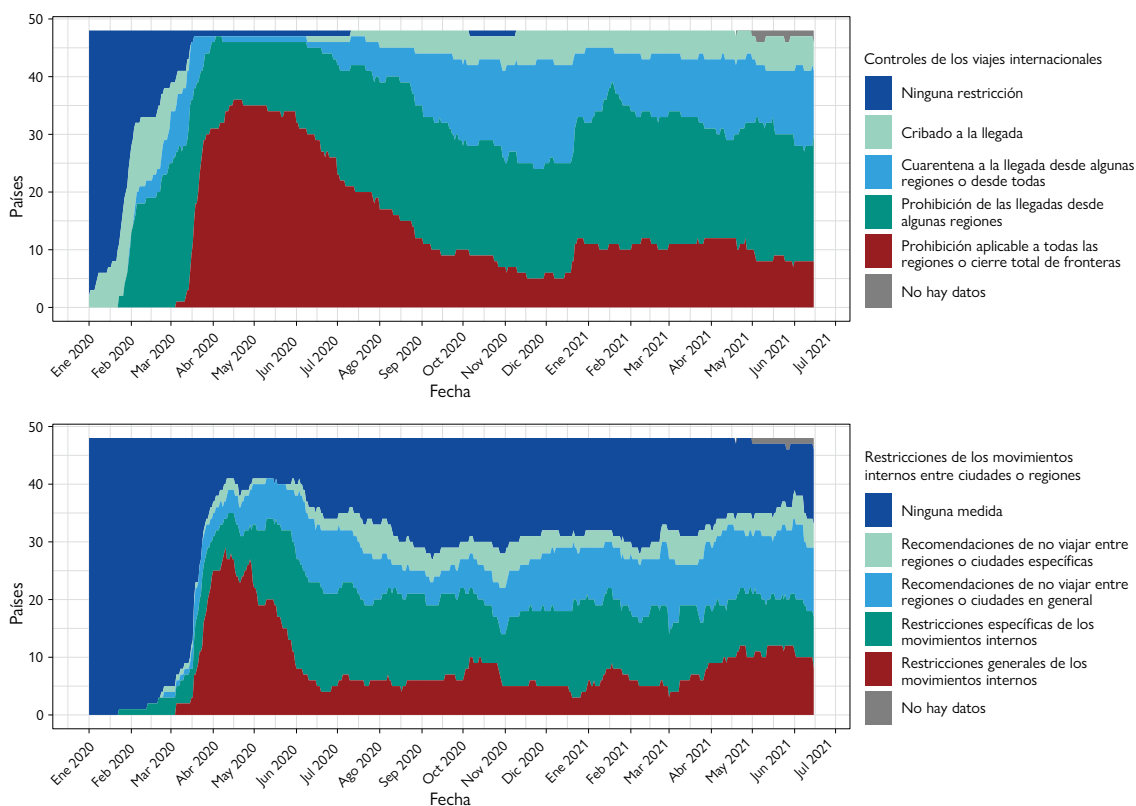 50
40
30
20
10
0
Países
Ene 2020
Feb 2020
Mar 2020
Abr 2020
May 2020
Jun 2020
Jul 2020
Ago 2020
Sep 2020
Oct 2020
Nov 2020
Dic 2020
Ene 2021
Feb 2021
Mar 2021
Abr 2021
May 2021
Jun 2021
Jul 2021
Fecha
Controles de los viajes internacionales
Ninguna restricción
Cribado a la llegada
Cuarentena a la llegada desde algunas
regiones o desde todas
Prohibición de las llegadas desde
algunas regiones
Prohibición aplicable a todas las
regiones o cierre total de fronteras
No hay datos
50
40
30
20
10
0
Países
Ene 2020
Feb 2020
Mar 2020
Abr 2020
May 2020
Jun 2020
Jul 2020
Ago 2020
Sep 2020
Oct 2020
Nov 2020
Dic 2020
Ene 2021
Feb 2021
Mar 2021
Abr 2021
May 2021
Jun 2021
Jul 2021
Fecha
Restricciones de los movimientos
internos entre ciudades o regiones
Ninguna medida
Recomendaciones de no viajar entre
regiones o ciudades específicas
Recomendaciones de no viajar entre
regiones o ciudades en general
Restricciones específicas de los
movimientos internos
Restricciones generales de los
movimientos internos
No hay datos